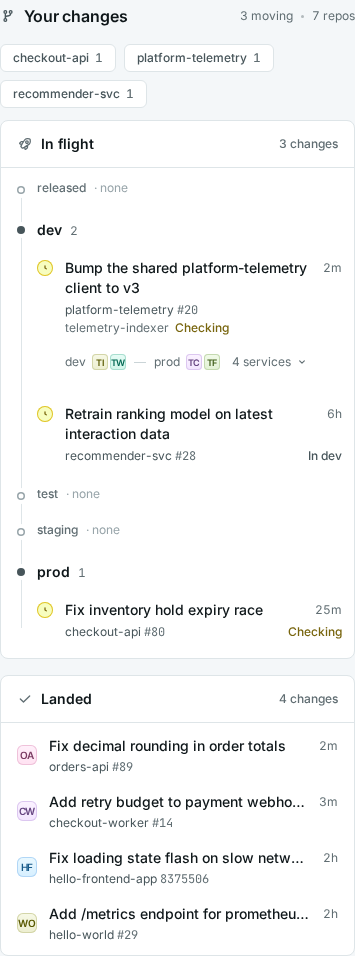 Your changes 3 moving • 7 repos
checkout-api 1 platform-telemetry 1
recommender-svc 1
In flight 3 changes
released · none
dev 2
Bump the shared platform-telemetry 2m
client to v3
platform-telemetry #20
telemetry-indexer Checking
dev TI TW — prod TC TF 4 services
Retrain ranking model on latest 6h
interaction data
recommender-svc #28 In dev
test · none
staging · none
prod 1
Fix inventory hold expiry race 25m
checkout-api #80 Checking
Landed 4 changes
OA Fix decimal rounding in order totals 2m
orders-api #89
CW Add retry budget to payment webho... 3m
checkout-worker #14
HF Fix loading state flash on slow netw... 2h
hello-frontend-app 8375506
WO Add /metrics endpoint for prometheu... 2h
hello-world #29